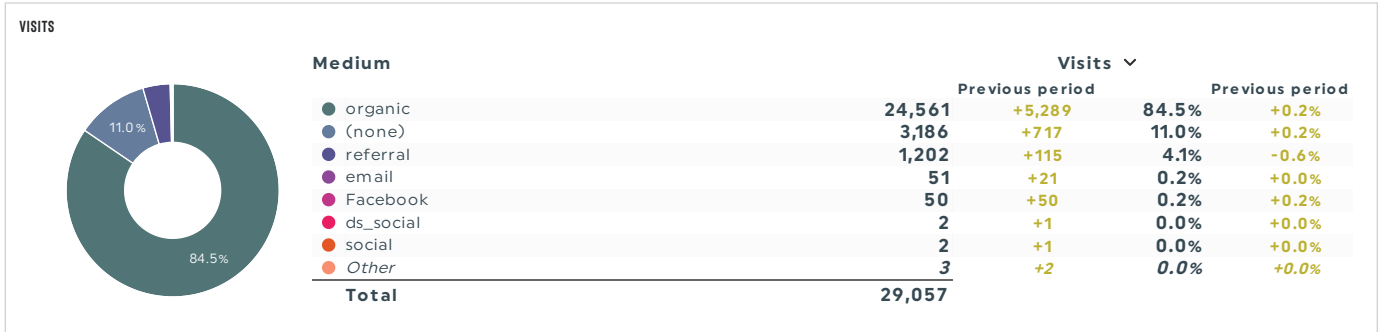 VISITS
Medium Visits
Previous period Previous period
organic 24,561 +5,289 84.5% +0.2%
(none) 3,186 +717 11.0% +0.2%
referral 1,202 +115 4.1% -0.6%
email 51 +21 0.2% +0.0%
Facebook 50 +50 0.2% +0.2%
ds_social 2 +1 0.0% +0.0%
social 2 +1 0.0% +0.0%
Other 3 +2 0.0% +0.0%
Total 29,057
11.0%
84.5%